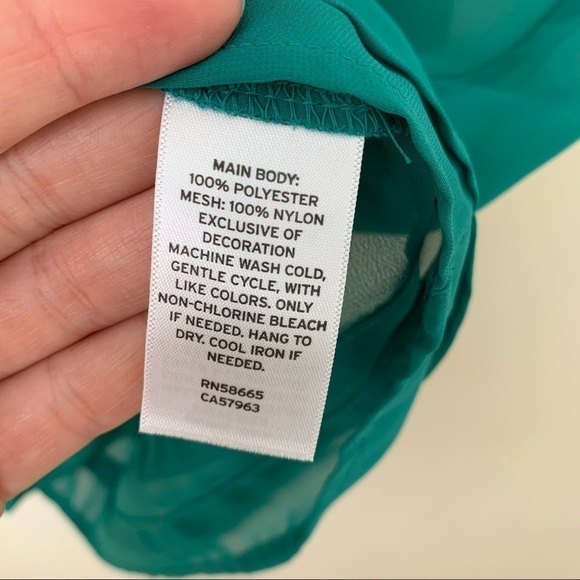 MAIN BODY:
100% POLYESTER
MESH: 100% NYLON
EXCLUSIVE OF
DECORATION
MACHINE WASH COLD,
GENTLE CYCLE, WITH
LIKE COLORS. ONLY
NON-CHLORINE BLEACH
IF NEEDED. HANG TO
DRY. COOL IRON IF
NEEDED.
RN58665
CA57963